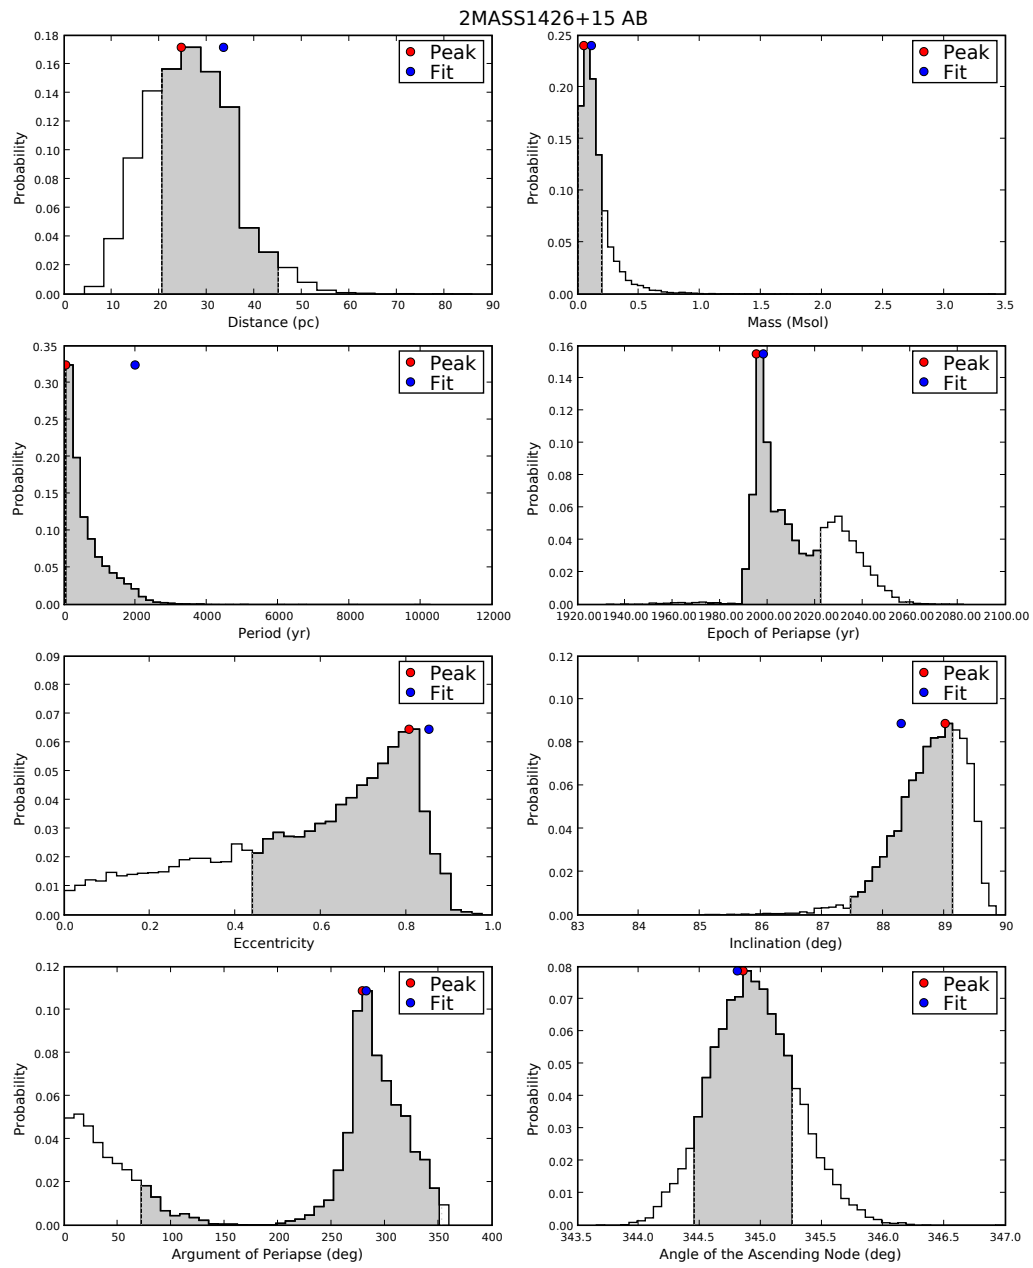 2MASS1426+15 AB
0.18
0.16
0.14
0.12
0.10
0.08
0.06
0.04
0.02
0.00
Probability
0 10 20 30 40 50 60 70 80 90
Distance (pc)
Peak
Fit
0.25
0.20
0.15
0.10
0.05
0.00
Probability
0.0 0.5 1.0 1.5 2.0 2.5 3.0 3.5
Mass (Msol)
Peak
Fit
0.35
0.30
0.25
0.20
0.15
0.10
0.05
0.00
Probability
0 2000 4000 6000 8000 10000 12000
Period (yr)
Peak
Fit
0.16
0.14
0.12
0.10
0.08
0.06
0.04
0.02
0.00
Probability
1920.00 1940.00 1960.00 1980.00 2000.00 2020.00 2040.00 2060.00 2080.00 2100.00
Epoch of Periapse (yr)
Peak
Fit
0.09
0.08
0.07
0.06
0.05
0.04
0.03
0.02
0.01
0.00
Probability
0.0 0.2 0.4 0.6 0.8 1.0
Eccentricity
Peak
Fit
0.12
0.10
0.08
0.06
0.04
0.02
0.00
Probability
83 84 85 86 87 88 89 90
Inclination (deg)
Peak
Fit
0.12
0.10
0.08
0.06
0.04
0.02
0.00
Probability
0 50 100 150 200 250 300 350 400
Argument of Periapse (deg)
Peak
Fit
0.08
0.07
0.06
0.05
0.04
0.03
0.02
0.01
0.00
Probability
343.5 344.0 344.5 345.0 345.5 346.0 346.5 347.0
Angle of the Ascending Node (deg)
Peak
Fit